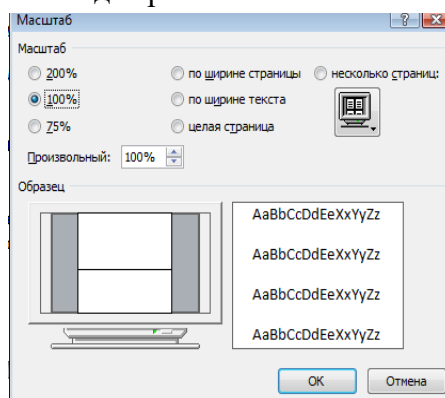 Масштаб
Масштаб
200% по ширине страницы несколько страниц:
100% по ширине текста
75% целая страница
Произвольный: 100%
Образец
AaBbCcDdEeXxYyZz
AaBbCcDdEeXxYyZz
AaBbCcDdEeXxYyZz
AaBbCcDdEeXxYyZz
ОК Отмена